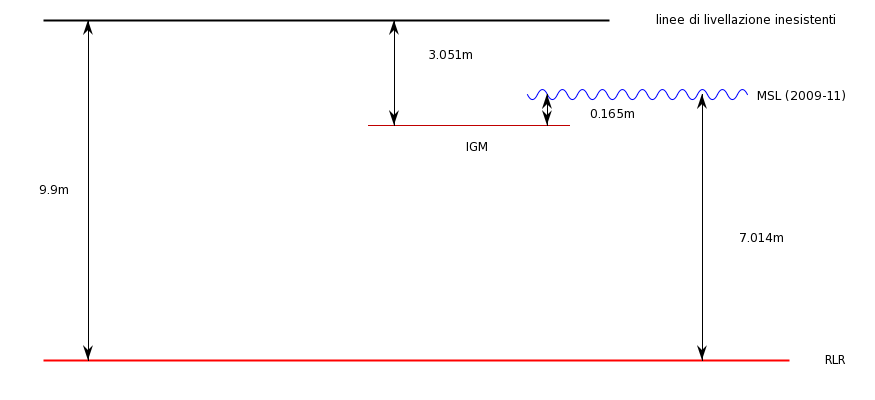 linee di livellazione inesistenti
3.051m
MSL (2009-11)
0.165m
IGM
9.9m
7.014m
RLR